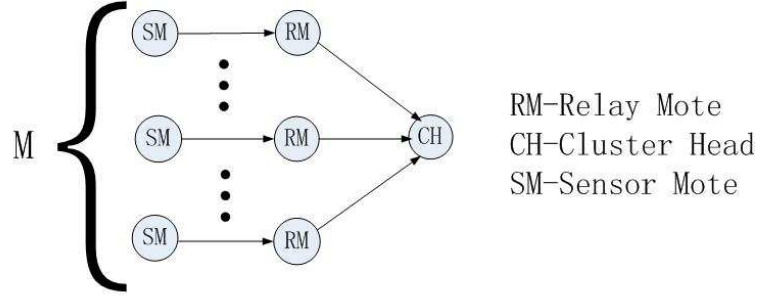 SM RM
RM-Relay Mote
M SM RM CH CH-Cluster Head
SM-Sensor Mote
SM RM